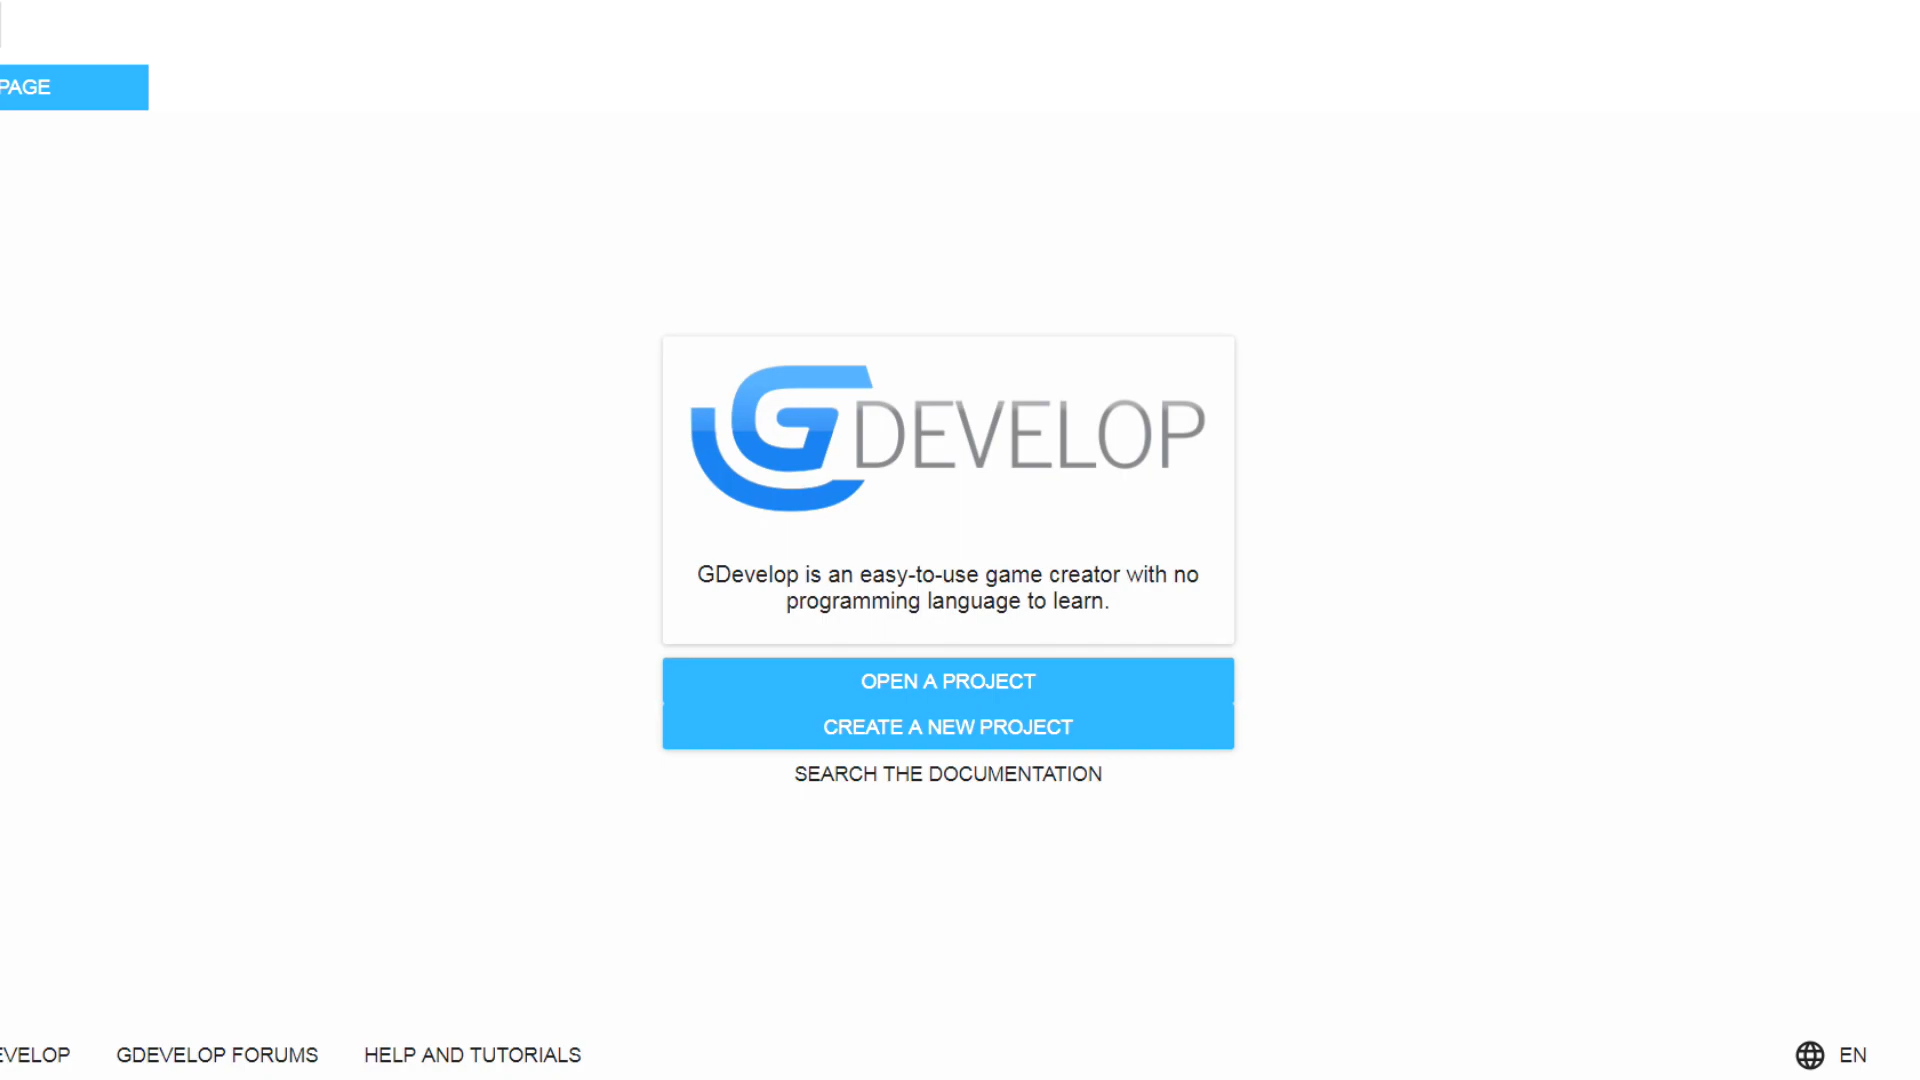 PAGE
GDEVELOP
GDevelop is an easy-to-use game creator with no
programming language to learn.
OPEN A PROJECT
CREATE A NEW PROJECT
SEARCH THE DOCUMENTATION
EVELOP GDEVELOP FORUMS HELP AND TUTORIALS EN